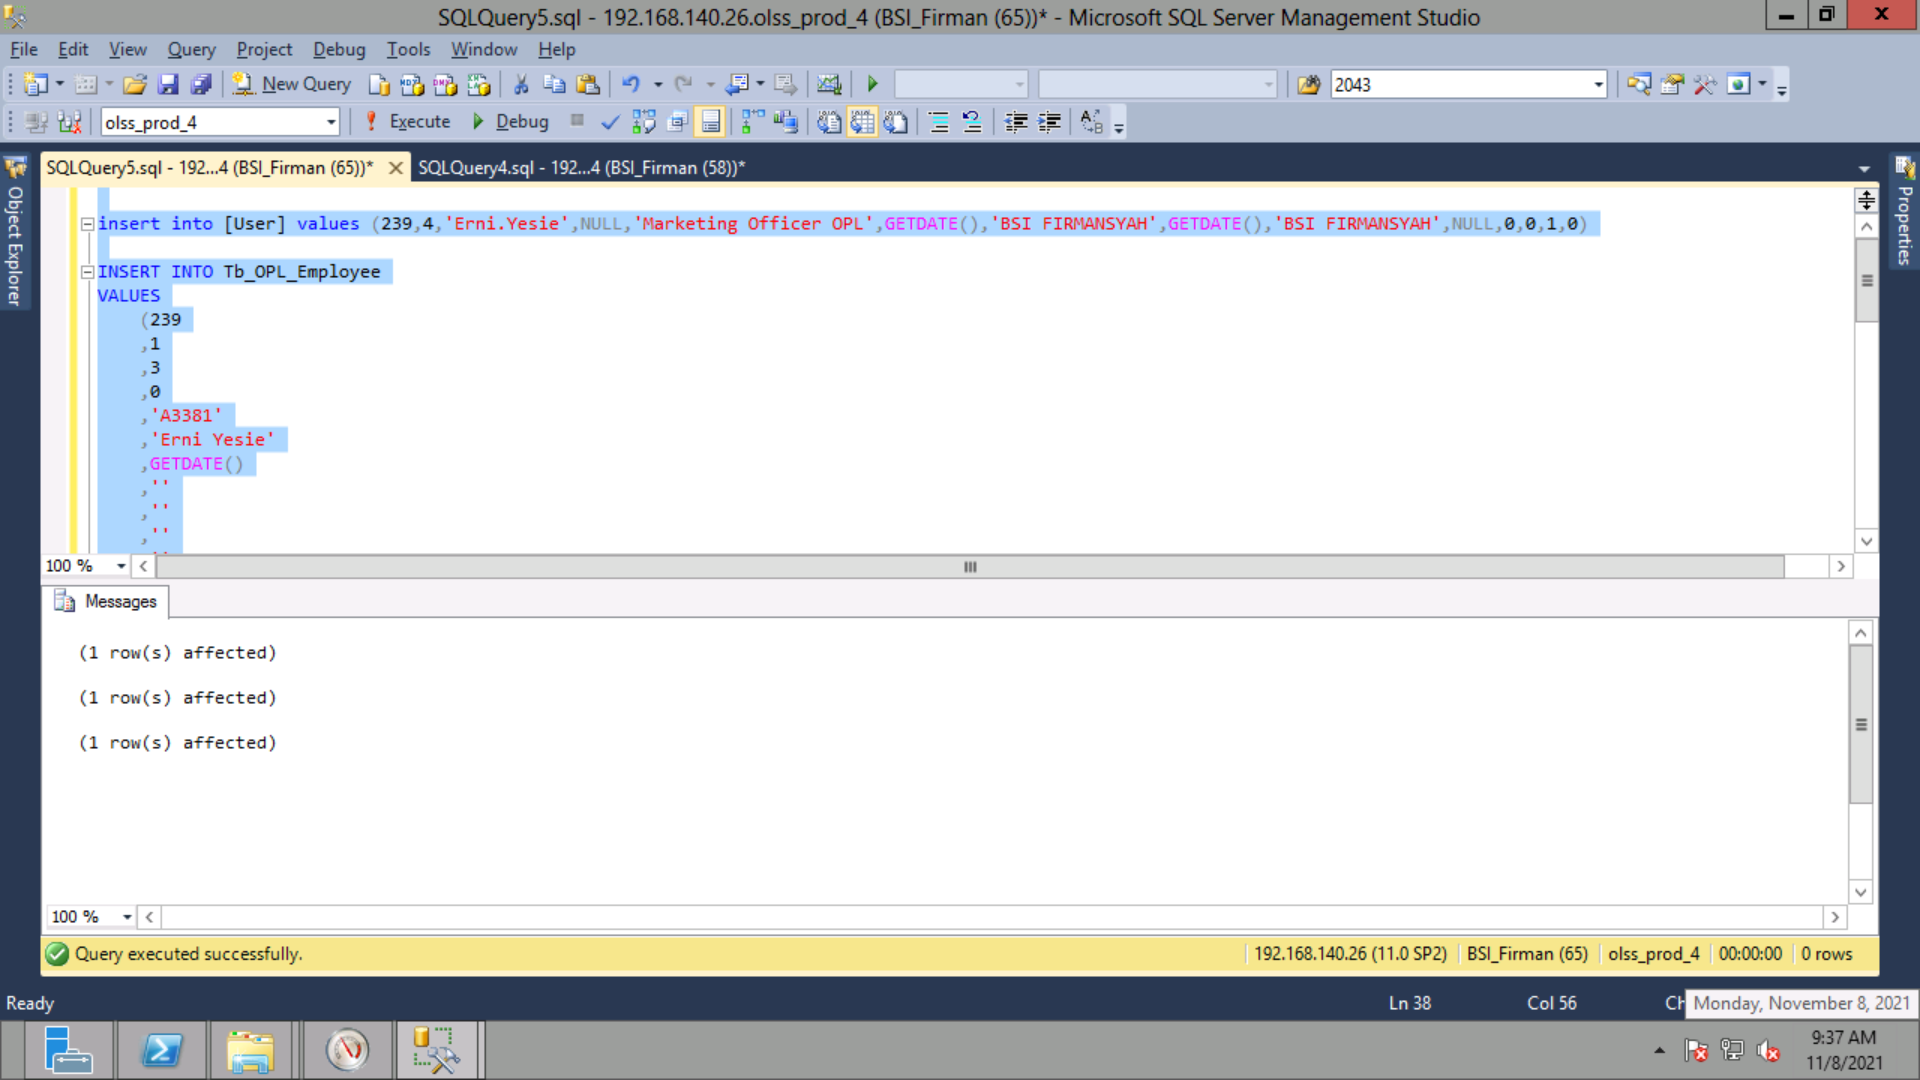 SQLQuery5.sql - 192.168.140.26.olss_prod_4 (BSI_Firman (65))* - Microsoft SQL Server Management Studio
File Edit View Query Project Debug Tools Window Help
New Query 2043
olss_prod_4 Execute Debug
SQLQuery5.sql - 192...4 (BSI_Firman (65))* SQLQuery4.sql - 192...4 (BSI_Firman (58))*
Object Explorer
Properties
insert into [User] values (239,4,'Erni.Yesie',NULL,'Marketing Officer OPL',GETDATE(),'BSI FIRMANSYAH',GETDATE(),'BSI FIRMANSYAH',NULL,0,0,1,0)
INSERT INTO Tb_OPL_Employee
VALUES
(239
,1
,3
,0
,'A3381'
,'Erni Yesie'
,GETDATE()
,''
,''
,''
100 %
Messages
(1 row(s) affected)
(1 row(s) affected)
(1 row(s) affected)
100 %
Query executed successfully. 192.168.140.26 (11.0 SP2) BSI_Firman (65) olss_prod_4 00:00:00 0 rows
Ready Ln 38 Col 56 Monday, November 8, 2021
9:37 AM
11/8/2021